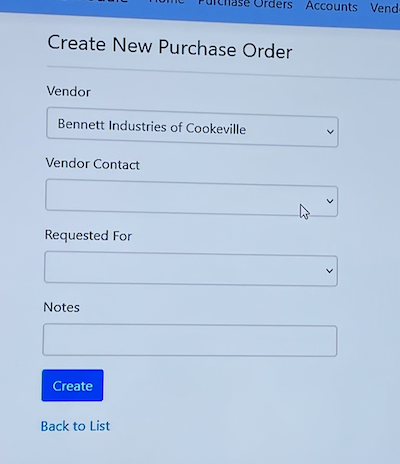 Home Purchase Orders Accounts
Create New Purchase Order
Vendor
Bennett Industries of Cookeville
Vendor Contact
Requested For
Notes
Create
Back to List